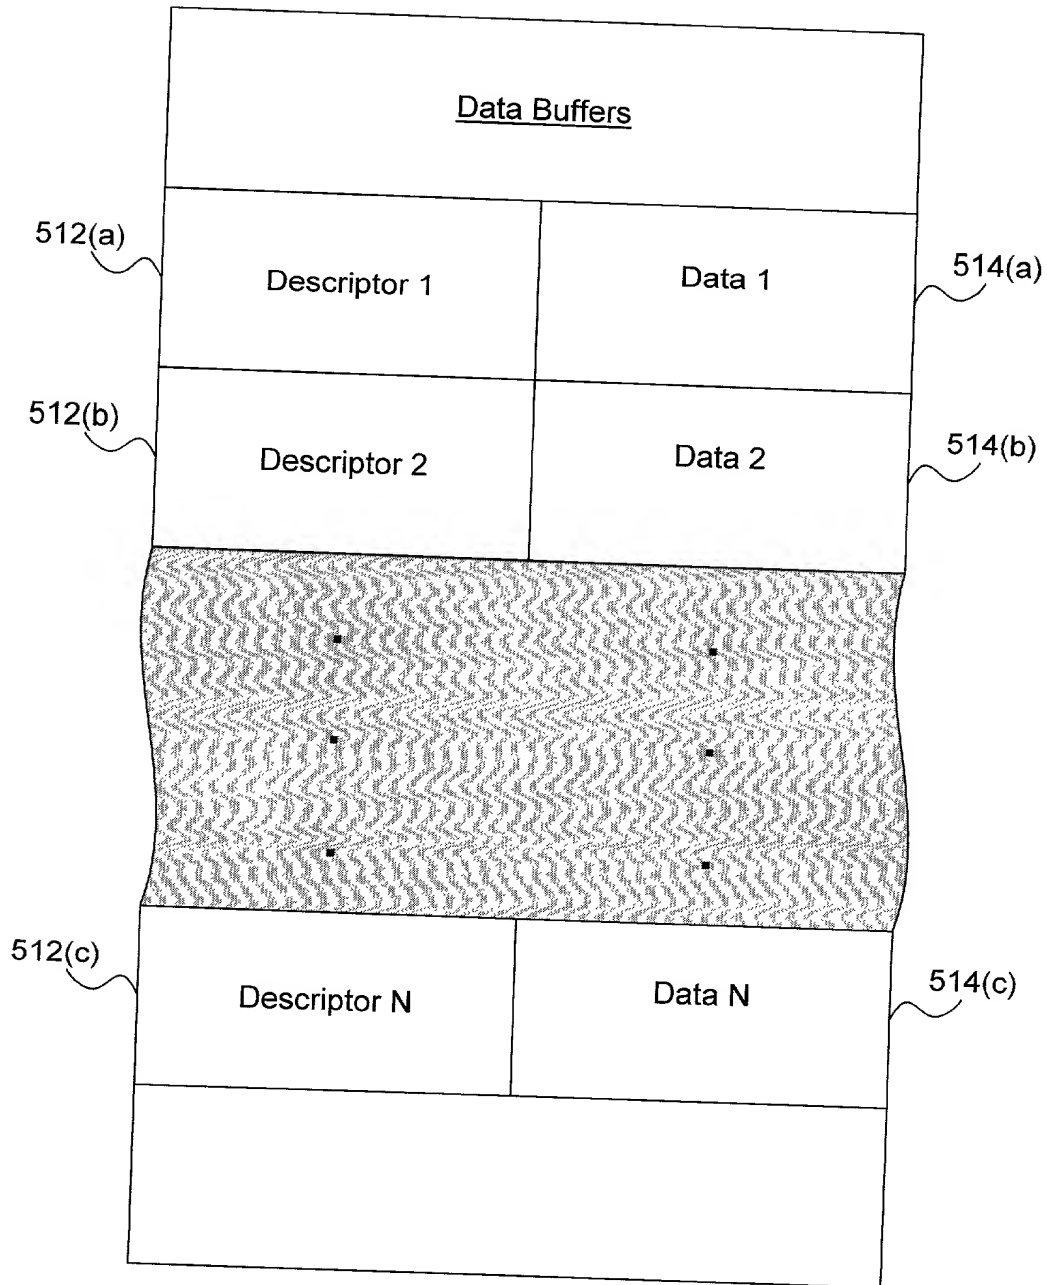 Data Buffers
512(a)
Descriptor 1
Data 1
514(a)
512(b)
Descriptor 2
Data 2
514(b)
512(c)
Descriptor N
Data N
514(c)